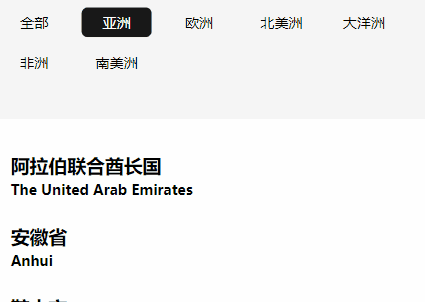 全部 亚洲 欧洲 北美洲 大洋洲
非洲 南美洲
阿拉伯联合酋长国
The United Arab Emirates
安徽省
Anhui